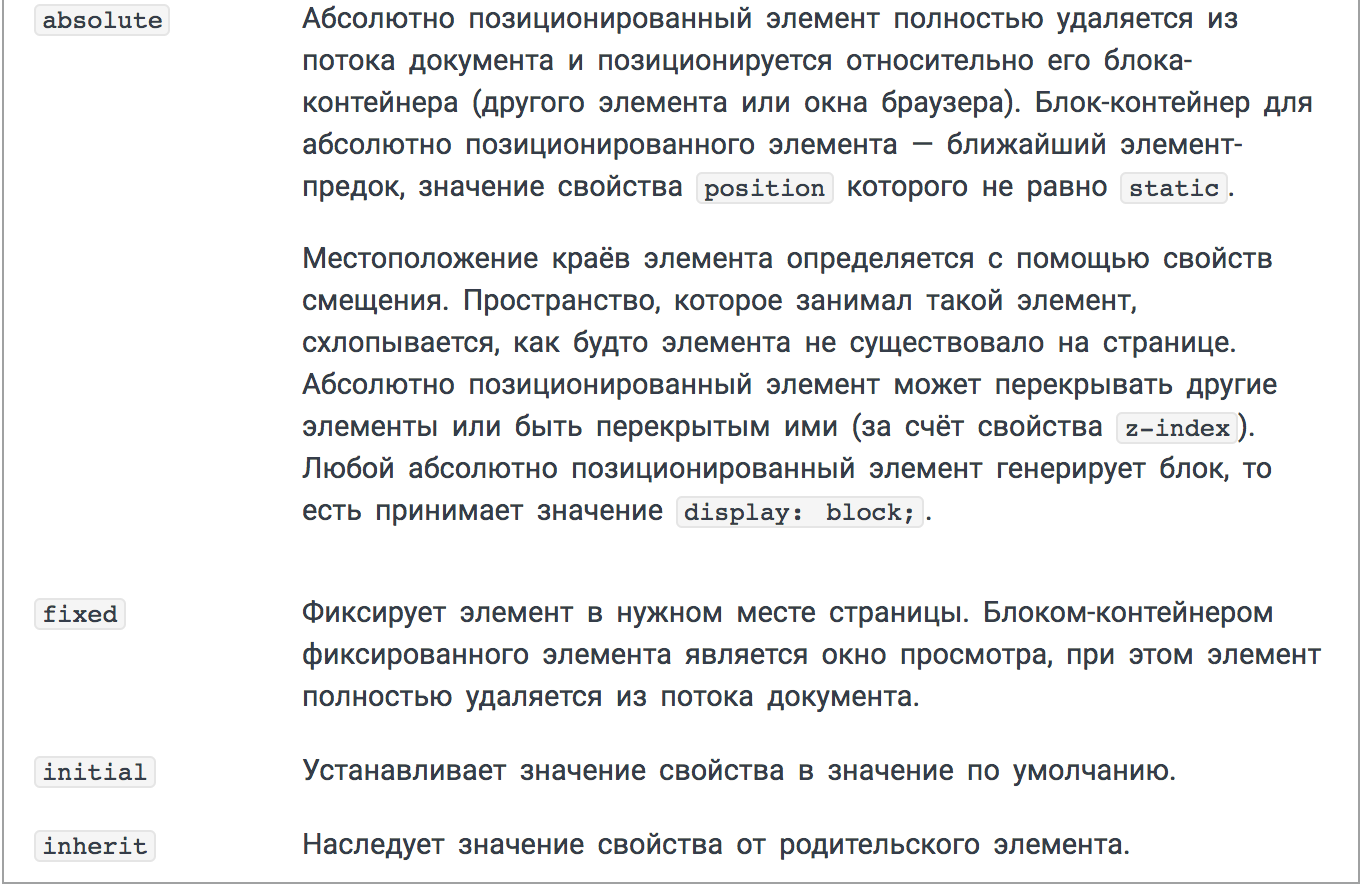 absolute Абсолютно позиционированный элемент полностью удаляется из
потока документа и позиционируется относительно его блока-
контейнера (другого элемента или окна браузера). Блок-контейнер для
абсолютно позиционированного элемента — ближайший элемент-
предок, значение свойства position которого не равно static.
Местоположение краёв элемента определяется с помощью свойств
смещения. Пространство, которое занимал такой элемент,
схлопывается, как будто элемента не существовало на странице.
Абсолютно позиционированный элемент может перекрывать другие
элементы или быть перекрытым ими (за счёт свойства z-index).
Любой абсолютно позиционированный элемент генерирует блок, то
есть принимает значение display: block;.
fixed Фиксирует элемент в нужном месте страницы. Блоком-контейнером
фиксированного элемента является окно просмотра, при этом элемент
полностью удаляется из потока документа.
initial Устанавливает значение свойства в значение по умолчанию.
inherit Наследует значение свойства от родительского элемента.